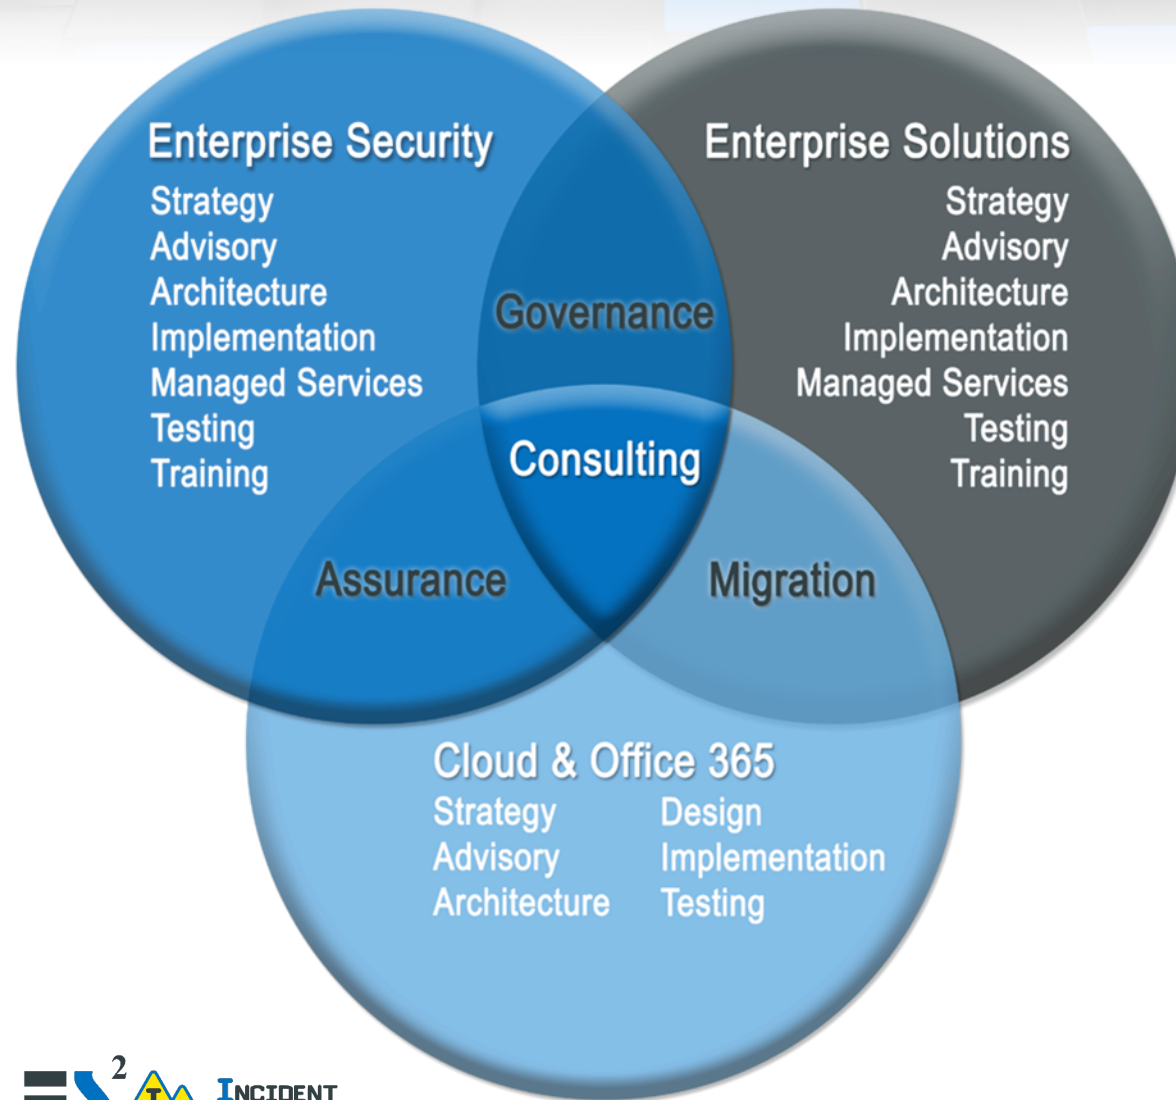 Enterprise Security
Strategy
Advisory
Architecture
Implementation
Managed Services
Testing
Training
Enterprise Solutions
Strategy
Advisory
Architecture
Implementation
Managed Services
Testing
Training
Governance
Consulting
Assurance
Migration
Cloud & Office 365
Strategy Design
Advisory Implementation
Architecture Testing
2
INCIDENT